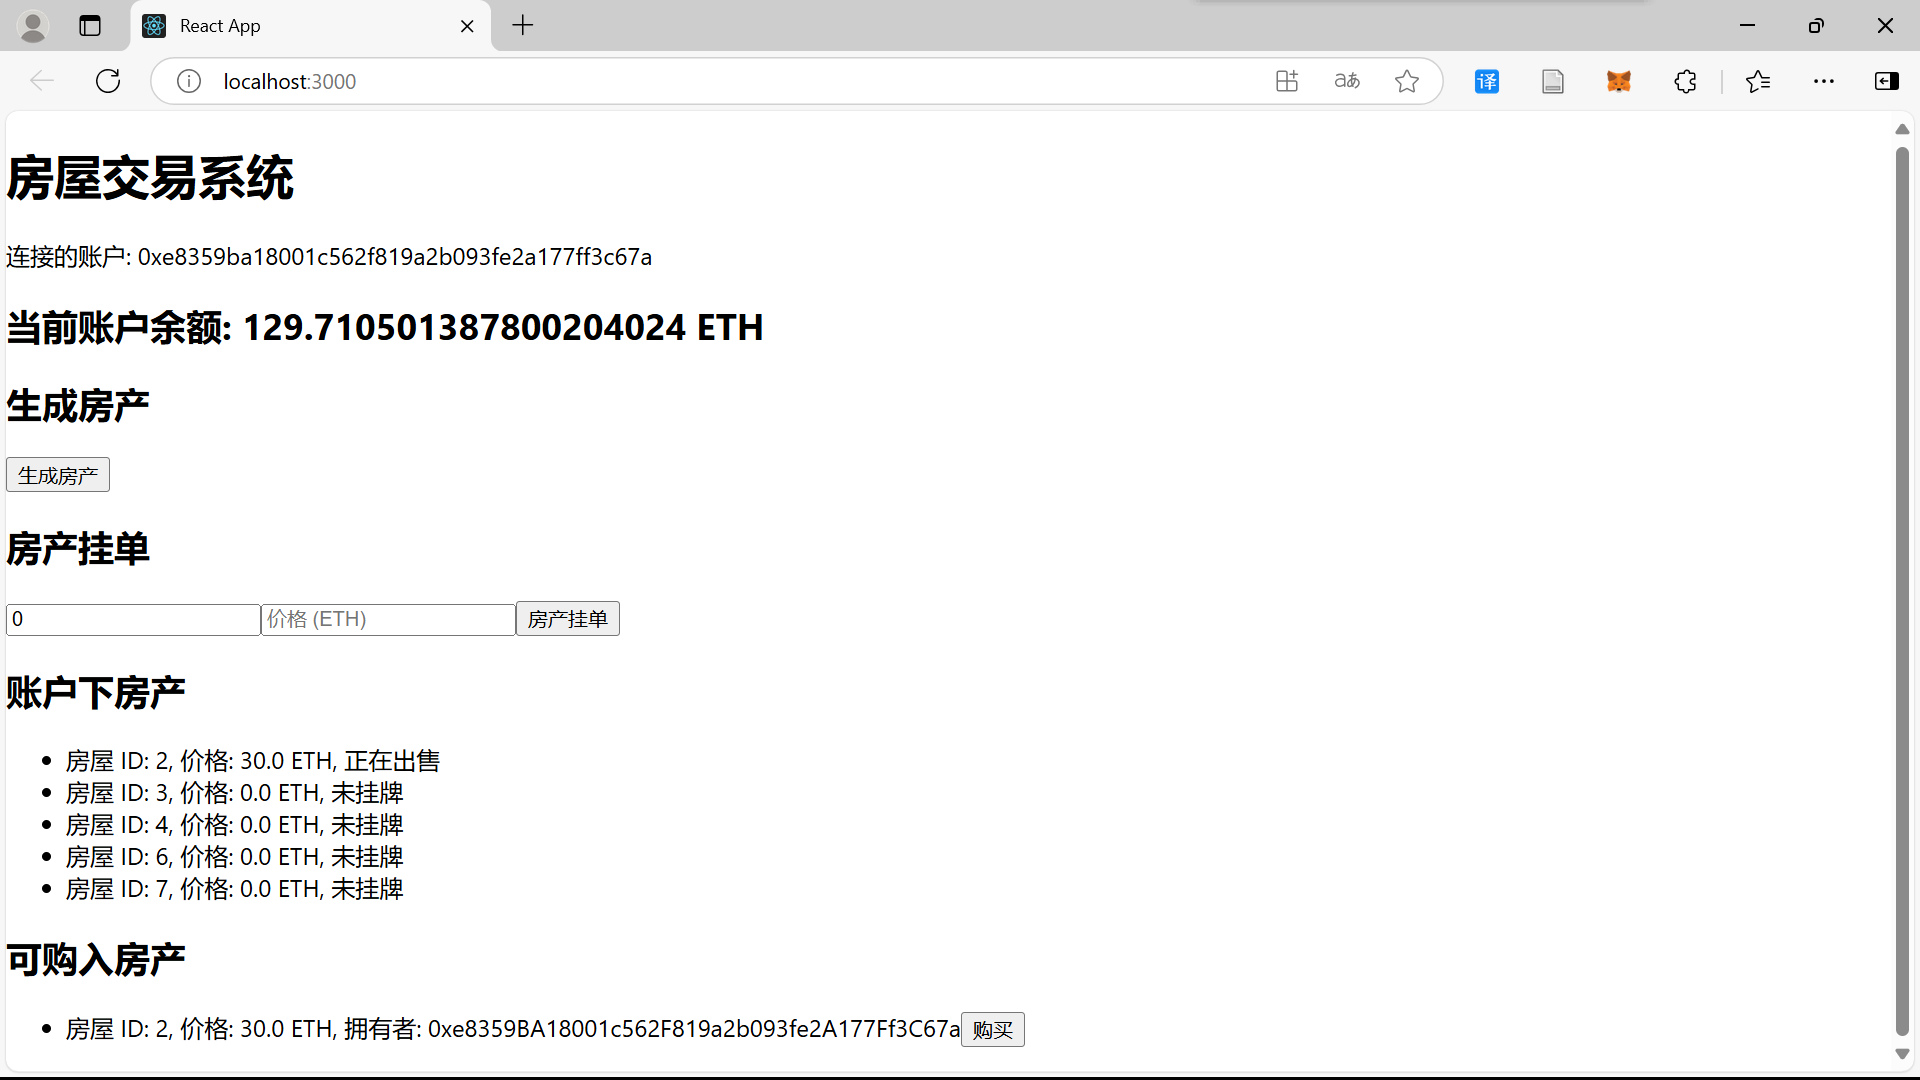 React App
localhost:3000
aあ
译
房屋交易系统
连接的账户: 0xe8359ba18001c562f819a2b093fe2a177ff3c67a
当前账户余额: 129.710501387800204024 ETH
生成房产
生成房产
房产挂单
0 价格 (ETH) 房产挂单
账户下房产
房屋 ID: 2, 价格: 30.0 ETH, 正在出售
房屋 ID: 3, 价格: 0.0 ETH, 未挂牌
房屋 ID: 4, 价格: 0.0 ETH, 未挂牌
房屋 ID: 6, 价格: 0.0 ETH, 未挂牌
房屋 ID: 7, 价格: 0.0 ETH, 未挂牌
可购入房产
房屋 ID: 2, 价格: 30.0 ETH, 拥有者: 0xe8359BA18001c562F819a2b093fe2A177Ff3C67a 购买